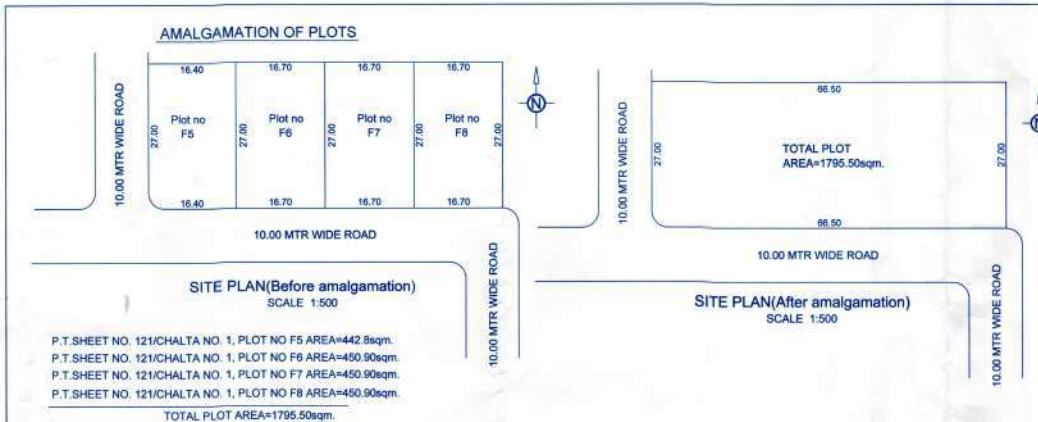 AMALGAMATION OF PLOTS
16.40 16.70 16.70 16.70
Plot no F5
Plot no F6
Plot no F7
Plot no F8
27.00 27.00 27.00 27.00 27.00
16.40 16.70 16.70 16.70
10.00 MTR WIDE ROAD
10.00 MTR WIDE ROAD
10.00 MTR WIDE ROAD
N
SITE PLAN(Before amalgamation)
SCALE 1:500
P.T.SHEET NO. 121/CHALTA NO. 1, PLOT NO F5 AREA=442.8sqm.
P.T.SHEET NO. 121/CHALTA NO. 1, PLOT NO F6 AREA=450.90sqm.
P.T.SHEET NO. 121/CHALTA NO. 1, PLOT NO F7 AREA=450.90sqm.
P.T.SHEET NO. 121/CHALTA NO. 1, PLOT NO F8 AREA=450.90sqm.
TOTAL PLOT AREA=1795.50sqm.
66.50
27.00 27.00
TOTAL PLOT
AREA=1795.50sqm.
66.50
10.00 MTR WIDE ROAD
10.00 MTR WIDE ROAD
10.00 MTR WIDE ROAD
SITE PLAN(After amalgamation)
SCALE 1:500